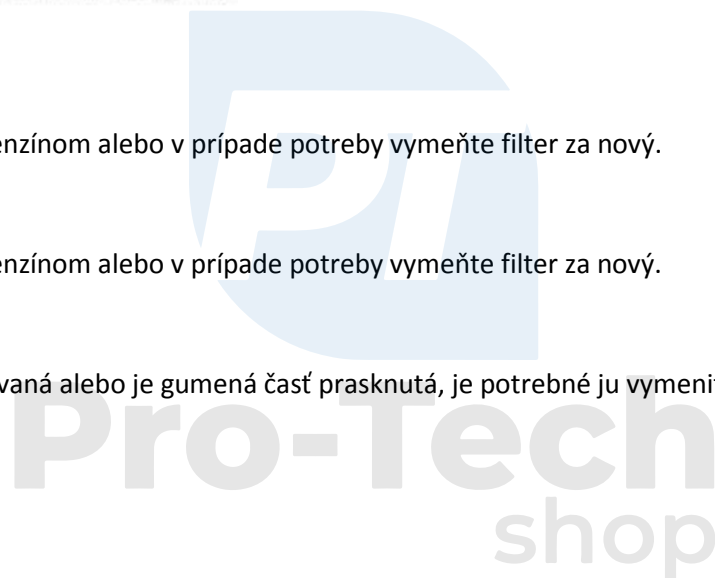 enzínom alebo v prípade potreby vymeňte filter za nový.
enzínom alebo v prípade potreby vymeňte filter za nový.
vaná alebo je gumená časť prasknutá, je potrebné ju vymeniť
PT
Pro-Tech
shop